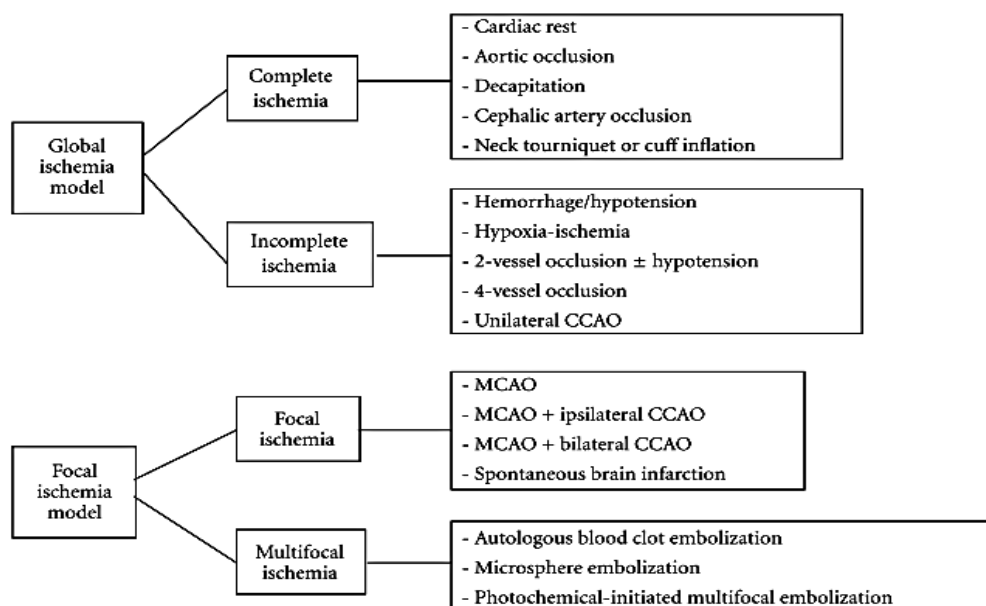 Global
ischemia
model
Complete
ischemia
- Cardiac rest
- Aortic occlusion
- Decapitation
- Cephalic artery occlusion
- Neck tourniquet or cuff inflation
Incomplete
ischemia
- Hemorrhage/hypotension
- Hypoxia-ischemia
- 2-vessel occlusion ± hypotension
- 4-vessel occlusion
- Unilateral CCAO
Focal
ischemia
model
Focal
ischemia
- MCAO
- MCAO + ipsilateral CCAO
- MCAO + bilateral CCAO
- Spontaneous brain infarction
Multifocal
ischemia
- Autologous blood clot embolization
- Microsphere embolization
- Photochemical-initiated multifocal embolization